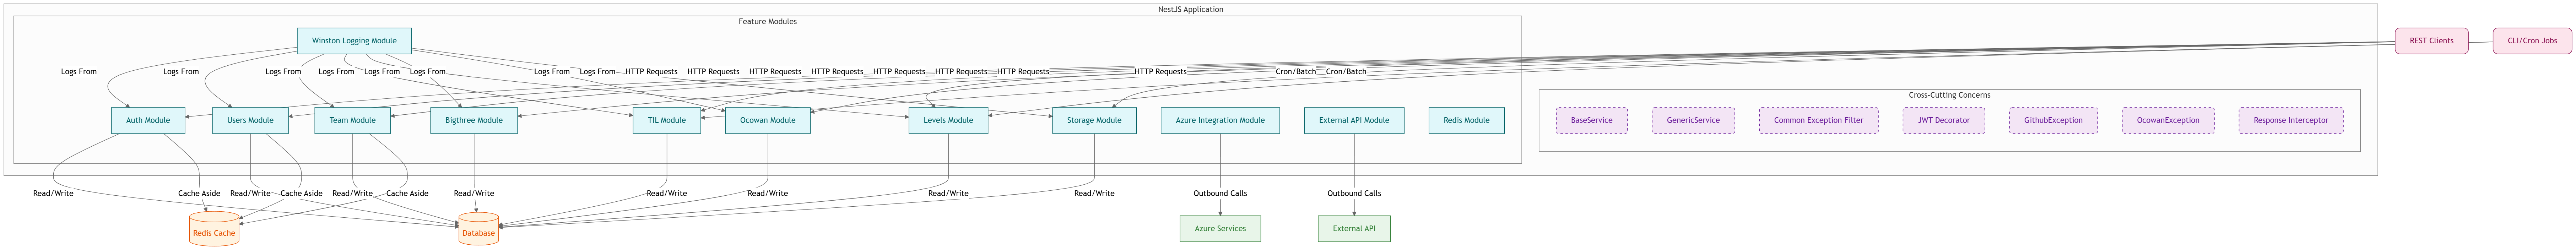 NestJS Application
Feature Modules
Winston Logging Module
REST Clients
CLI/Cron Jobs
Logs From
Logs From
Logs From
Logs From
Logs From
Logs From
Logs From
Logs From
HTTP Requests
HTTP Requests
HTTP Requests
HTTP Requests
HTTP Requests
HTTP Requests
HTTP Requests
HTTP Requests
Cron/Batch
Cron/Batch
Cross-Cutting Concerns
Auth Module
Users Module
Team Module
Bigthree Module
TIL Module
Ocowan Module
Levels Module
Storage Module
Azure Integration Module
External API Module
Redis Module
BaseService
GenericService
Common Exception Filter
JWT Decorator
GithubException
OcowanException
Response Interceptor
Read/Write
Cache Aside
Read/Write
Cache Aside
Read/Write
Cache Aside
Read/Write
Read/Write
Read/Write
Read/Write
Read/Write
Outbound Calls
Outbound Calls
Redis Cache
Database
Azure Services
External API